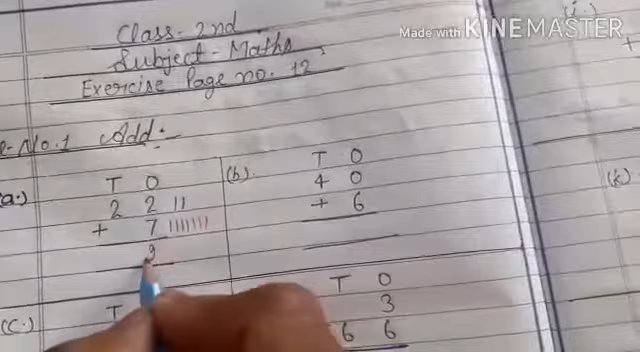 Made with KINEMASTER
Class-2nd
Subject-Maths
Exercise Page no. 12
No.1 Add:-
(a.)
T O
2 2 ||
+ 7 |||||||
9
(b).
T O
4 0
+ 6
(c.)
T
T O
3
6 6
+
(k)